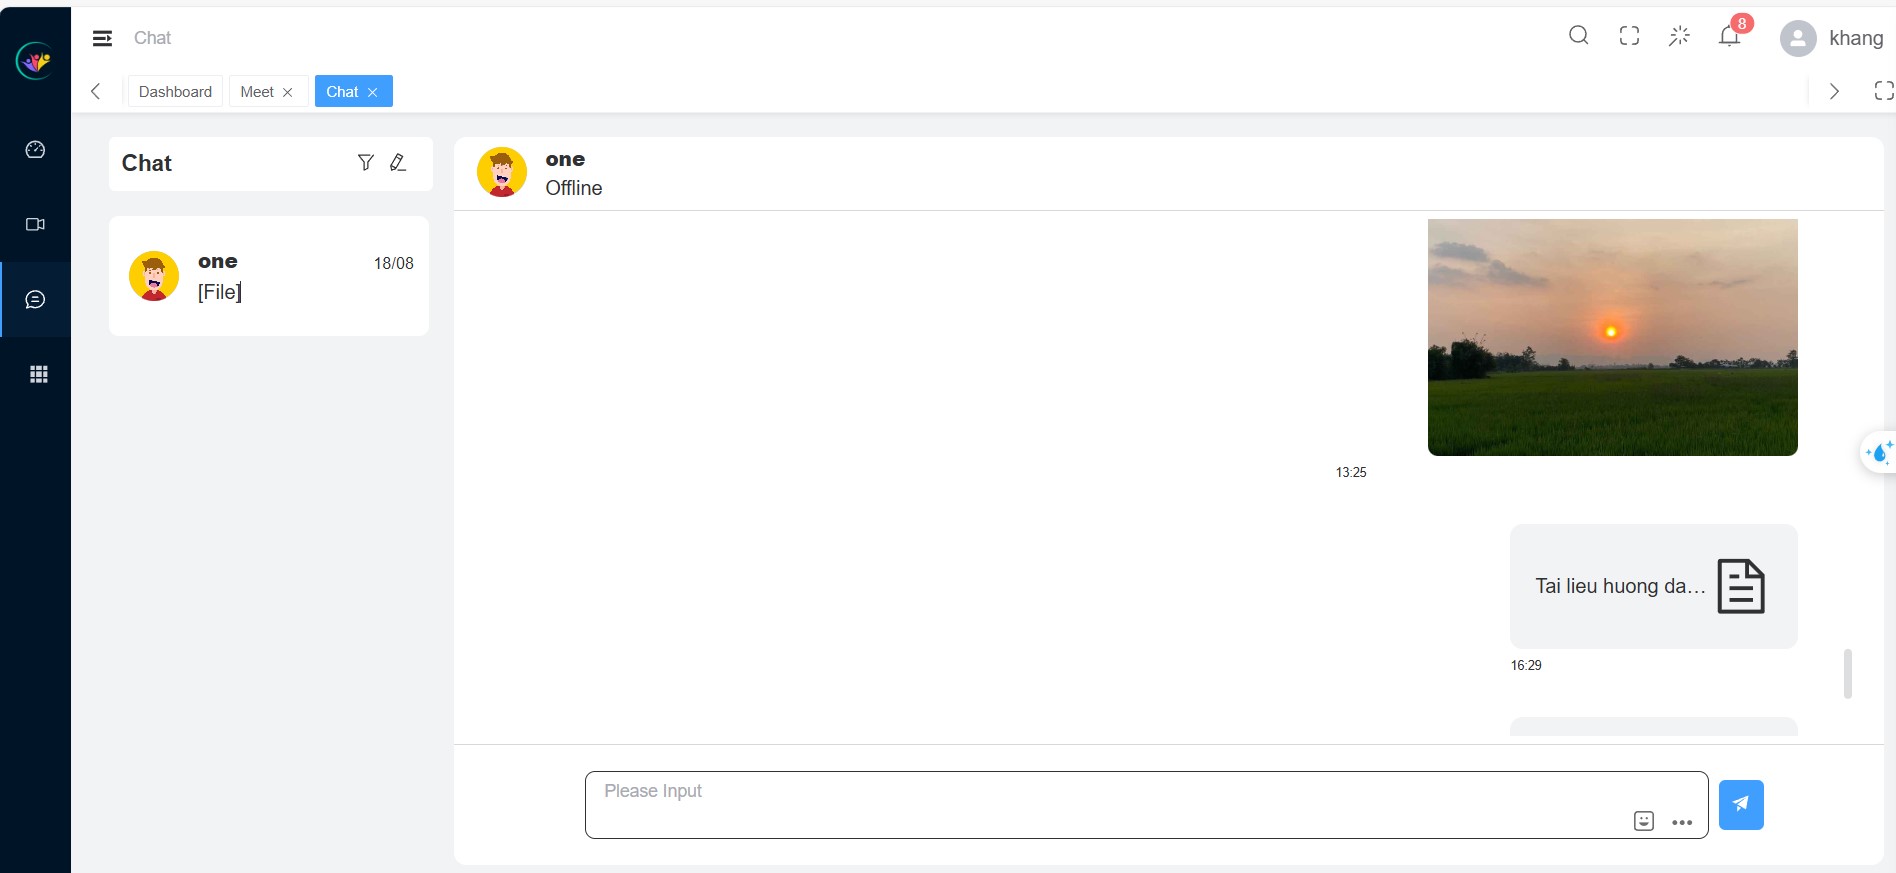 Chat
8
khang
Dashboard
Meet
Chat
Chat
one
18/08
[File]
one
Offline
13:25
Tai lieu huong da...
16:29
Please Input